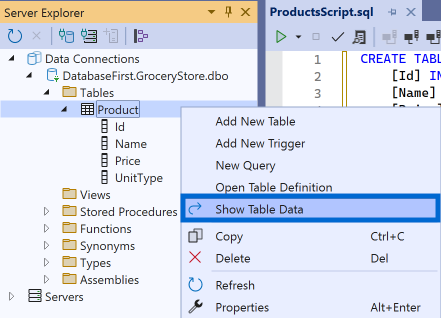 Server Explorer
ProductsScript.sql
Data Connections
DatabaseFirst.GroceryStore.dbo
Tables
Product
Id
Name
Price
UnitType
Views
Stored Procedures
Functions
Synonyms
Types
Assemblies
Servers
1 CREATE TABL
2 [Id] IN
3 [Name]
Add New Table
Add New Trigger
New Query
Open Table Definition
Show Table Data
Copy Ctrl+C
Delete Del
Refresh
Properties Alt+Enter